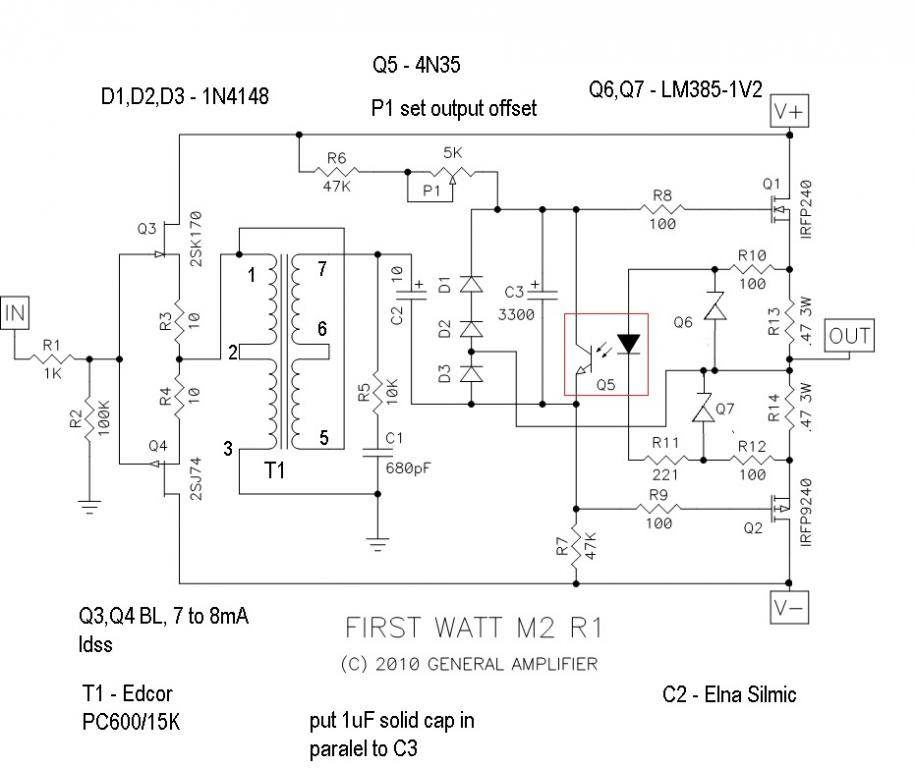 Q5 - 4N35
D1,D2,D3 - 1N4148
Q6,Q7 - LM385-1V2
P1 set output offset
V+
R6
47K
5K
P1
Q3
2SK170
R8
100
Q1
IRFP240
1
7
10
+
C2
D1
D2
D3
C3
+
3300
R10
100
Q6
R13
.47 3W
IN
R1
1K
R2
100K
R3
10
R4
10
2
6
Q5
OUT
R5
10K
Q7
R14
.47 3W
Q4
2SJ74
3
T1
5
C1
680pF
R11
221
R12
100
R9
100
Q2
IRFP9240
R7
47K
V-
Q3,Q4 BL, 7 to 8mA
Idss
FIRST WATT M2 R1
(C) 2010 GENERAL AMPLIFIER
T1 - Edcor
PC600/15K
put 1uF solid cap in
paralel to C3
C2 - Elna Silmic